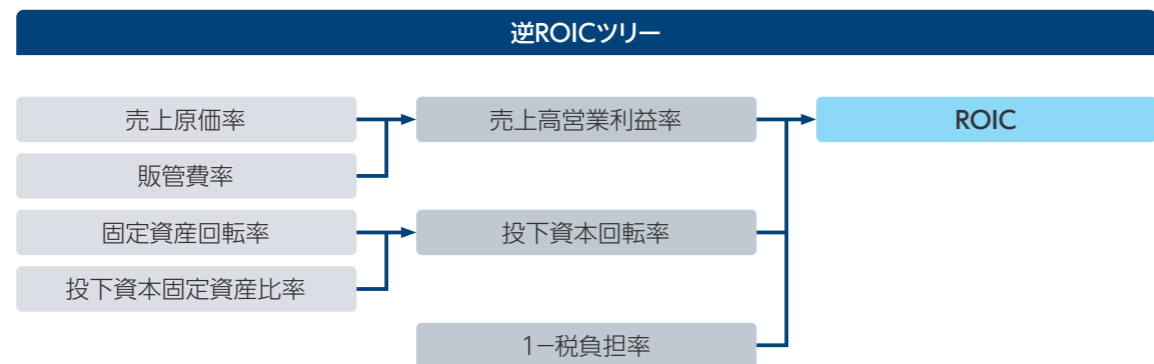 逆ROICツリー
売上原価率
売上高営業利益率
ROIC
販管費率
固定資産回転率
投下資本回転率
投下資本固定資産比率
1−税負担率